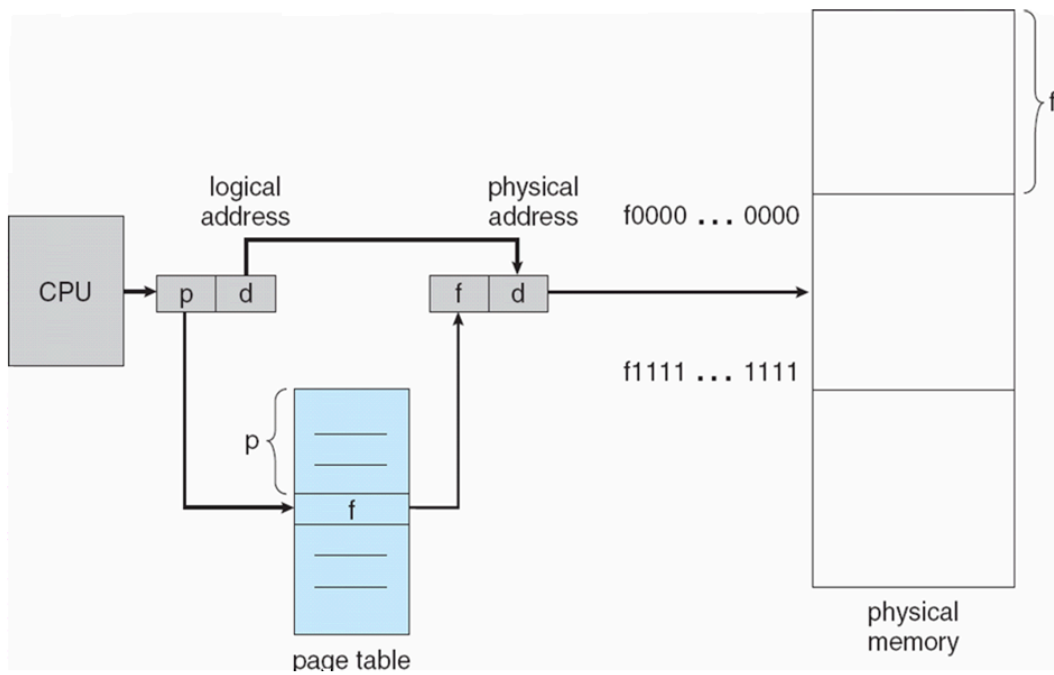 logical
address
physical
address
f
f0000 ... 0000
CPU
p
d
f
d
f1111 ... 1111
p
f
physical
memory
page table